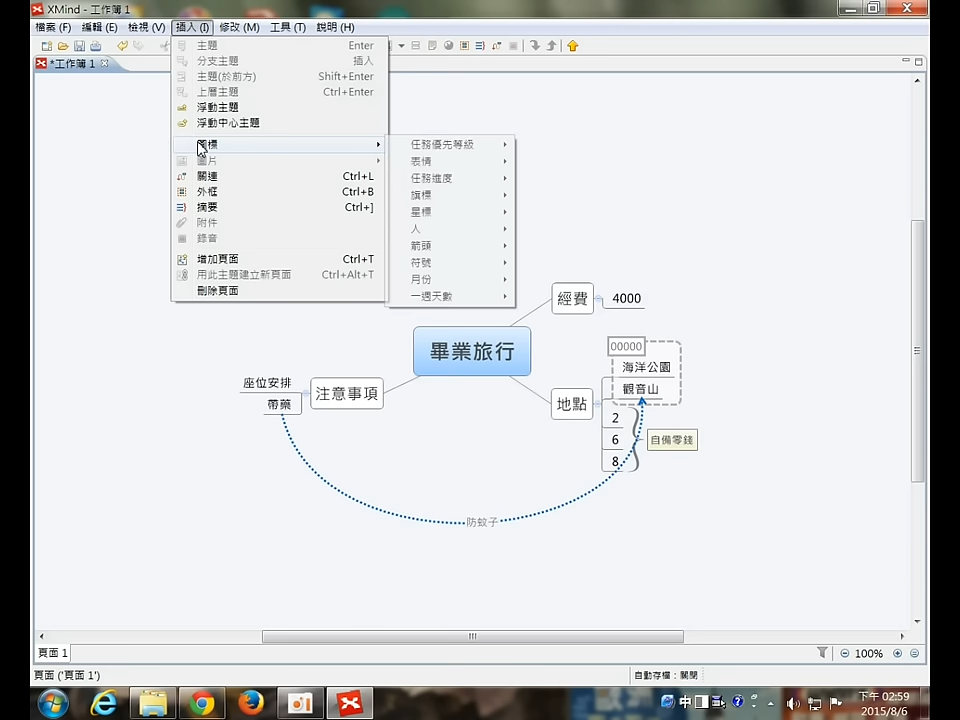 XMind - 工作簿 1
檔案 (F) 編輯 (E) 檢視 (V) 插入 (I) 修改 (M) 工具 (T) 說明 (H)
*工作簿 1
主題 Enter
分支主題 插入
主題(於前方) Shift+Enter
上層主題 Ctrl+Enter
浮動主題
浮動中心主題
圖標
圖片
關連 Ctrl+L
外框 Ctrl+B
摘要 Ctrl+]
附件
錄音
增加頁面 Ctrl+T
用此主題建立新頁面 Ctrl+Alt+T
刪除頁面
任務優先等級
表情
任務進度
旗標
星標
人
箭頭
符號
月份
一週天數
畢業旅行
經費
4000
00000
海洋公園
觀音山
地點
2
6
8
自備零錢
注意事項
座位安排
帶藥
防蚊子
頁面 1
100%
頁面 ('頁面 1')
自動存檔：關閉
中
下午 02:59
2015/8/6